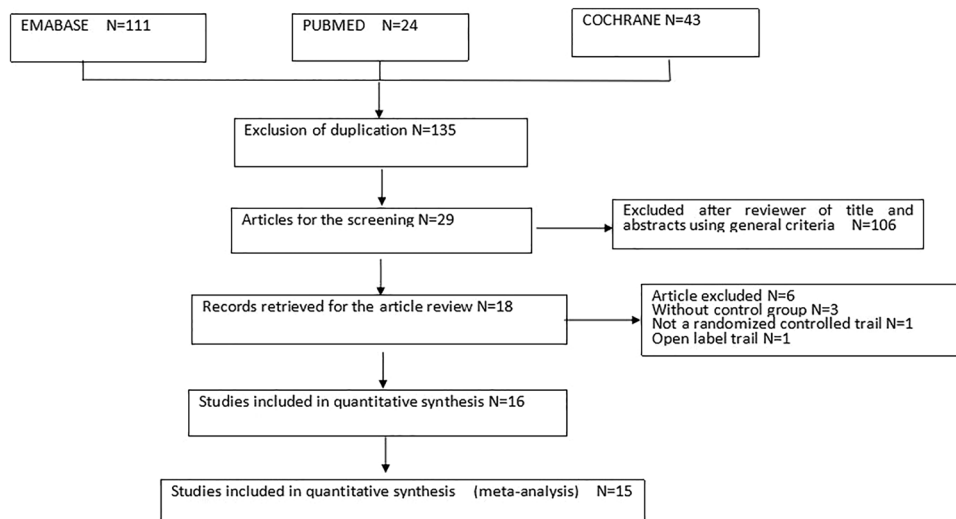 EMABASE N=111
PUBMED N=24
COCHRANE N=43
Exclusion of duplication N=135
Articles for the screening N=29
Excluded after reviewer of title and
abstracts using general criteria N=106
Records retrieved for the article review N=18
Article excluded N=6
Without control group N=3
Not a randomized controlled trail N=1
Open label trail N=1
Studies included in quantitative synthesis N=16
Studies included in quantitative synthesis (meta-analysis) N=15